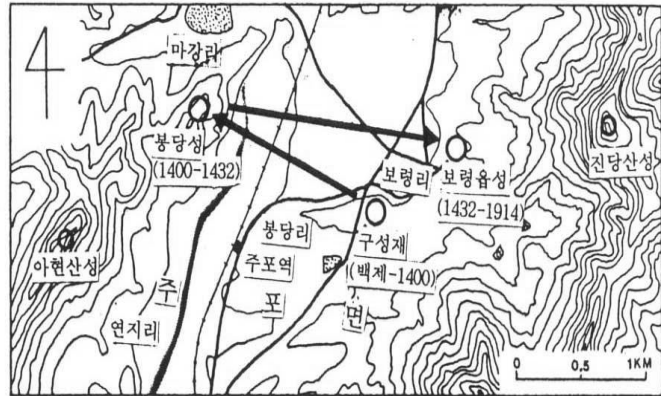 마강리
봉당성
(1400-1432)
보령리
보령읍성
(1432-1914)
진당산성
아현산성
봉당리
주포역
구성재
(백제-1400)
연지리
주
포
면
0 0.5 1KM